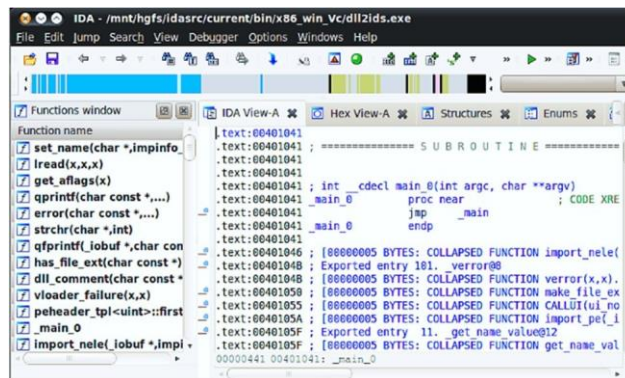 IDA - /mnt/hgfs/idasrc/current/bin/x86_win_Vc/dll2ids.exe
File Edit Jump Search View Debugger Options Windows Help
Functions window
IDA View-A
Hex View-A
Structures
Enums
Function name
set_name(char *,impinfo_
lread(x,x,x)
get_aflags(x)
qprintf(char const *,...)
error(char const *,...)
strchr(char *,int)
qfprintf(_iobuf *,char con
has_file_ext(char const *)
dll_comment(char const *
vloader_failure(x,x)
peheader_tpl<uint>::first
_main_0
import_nele(_iobuf *,impi
.text:00401041
.text:00401041 ; =============== S U B R O U T I N E ===========
.text:00401041
.text:00401041
.text:00401041 ; int __cdecl main_0(int argc, char **argv)
.text:00401041 _main_0 proc near ; CODE XRE
.text:00401041 jmp _main
.text:00401041 _main_0 endp
.text:00401041
.text:00401046 ; [00000005 BYTES: COLLAPSED FUNCTION import_nele(
.text:0040104B ; Exported entry 101. _verror@8
.text:0040104B ; [00000005 BYTES: COLLAPSED FUNCTION verror(x,x).
.text:00401050 ; [00000005 BYTES: COLLAPSED FUNCTION make_file_ex
.text:00401055 ; [00000005 BYTES: COLLAPSED FUNCTION CALLUI(ui_no
.text:0040105A ; [00000005 BYTES: COLLAPSED FUNCTION import_pe(_i
.text:0040105F ; Exported entry 11. _get_name_value@12
.text:0040105F ; [00000005 BYTES: COLLAPSED FUNCTION get_name_val
00000441 00401041: _main_0